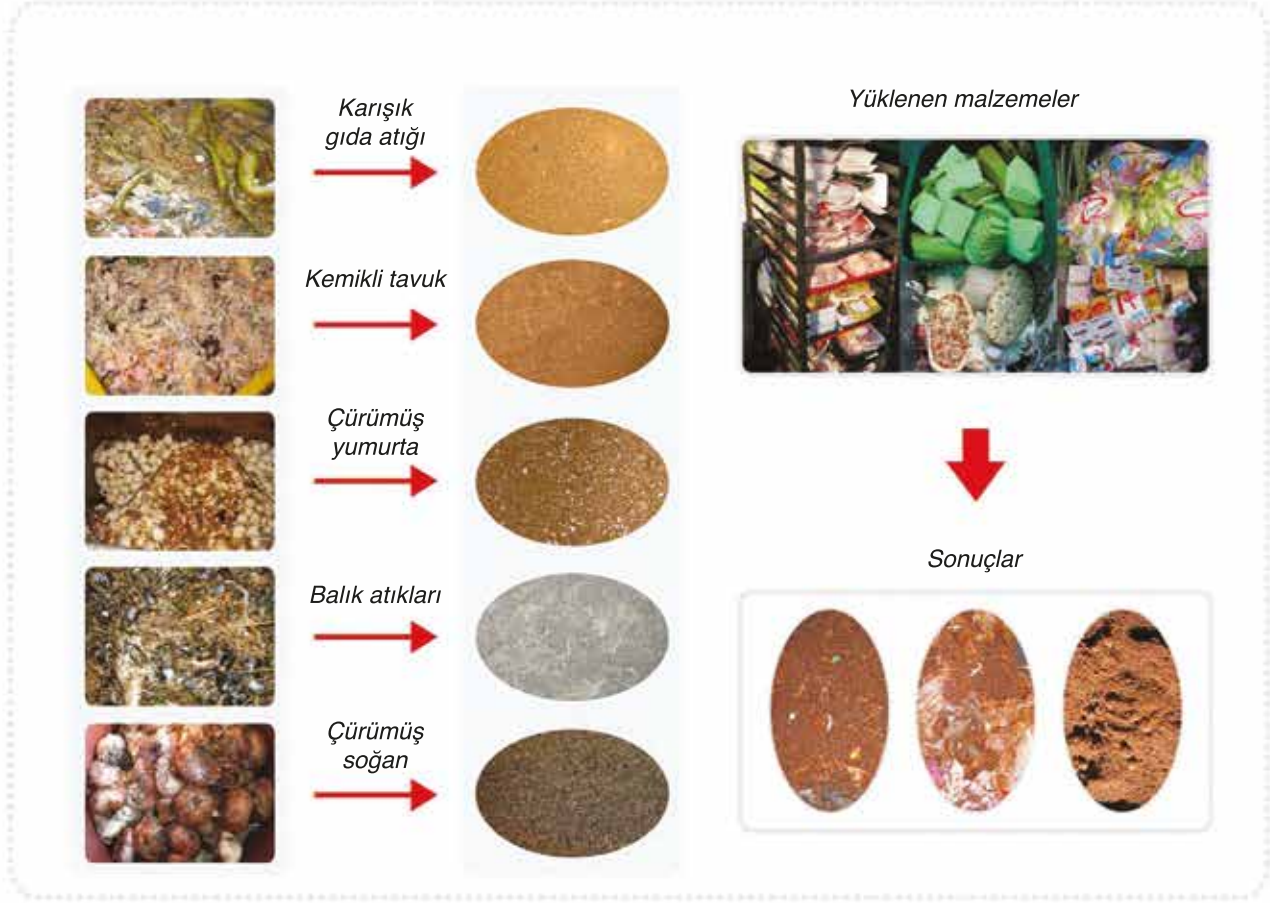 Karışık
gıda atığı
Kemikli tavuk
Çürümüş
yumurta
Balık atıkları
Çürümüş
soğan
Yüklenen malzemeler
Sonuçlar